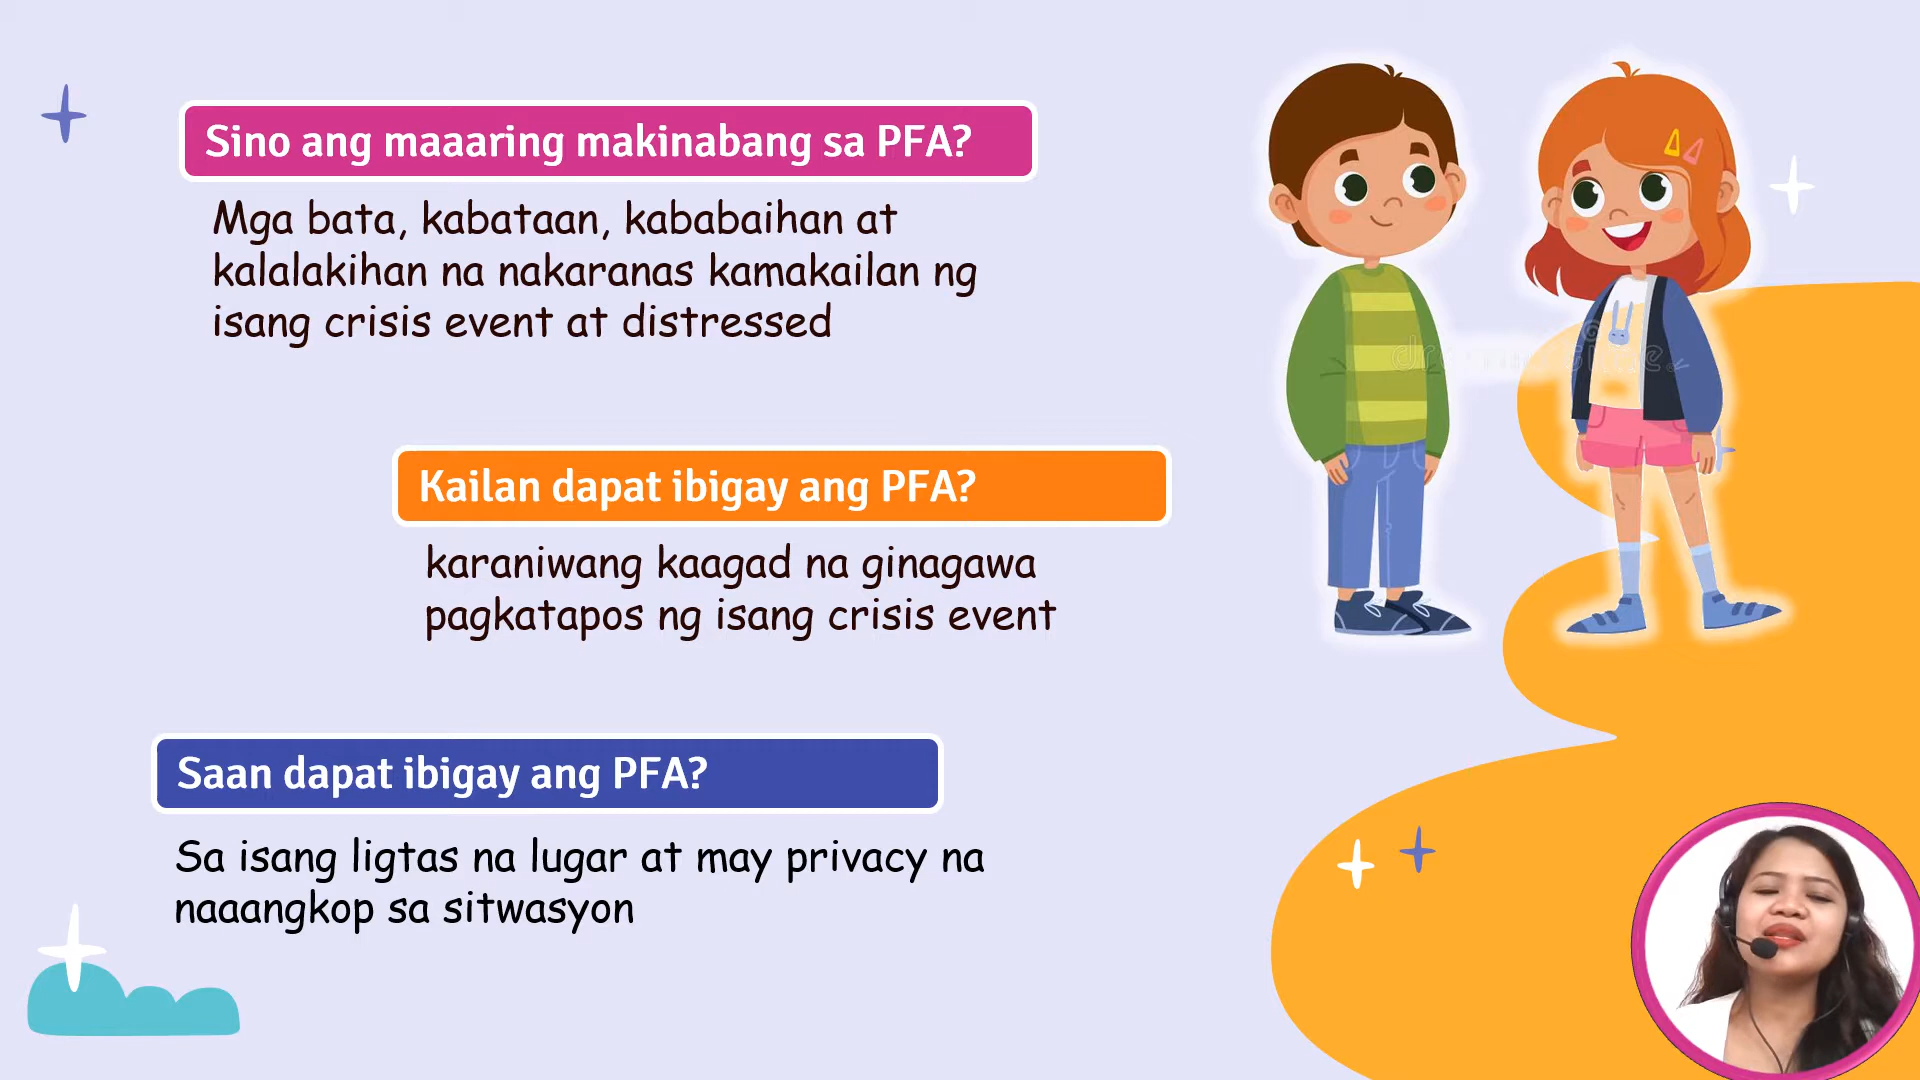 Sino ang maaaring makinabang sa PFA?
Mga bata, kabataan, kababaihan at
kalalakihan na nakaranas kamakailan ng
isang crisis event at distressed
Kailan dapat ibigay ang PFA?
karaniwang kaagad na ginagawa
pagkatapos ng isang crisis event
Saan dapat ibigay ang PFA?
Sa isang ligtas na lugar at may privacy na
naaangkop sa sitwasyon